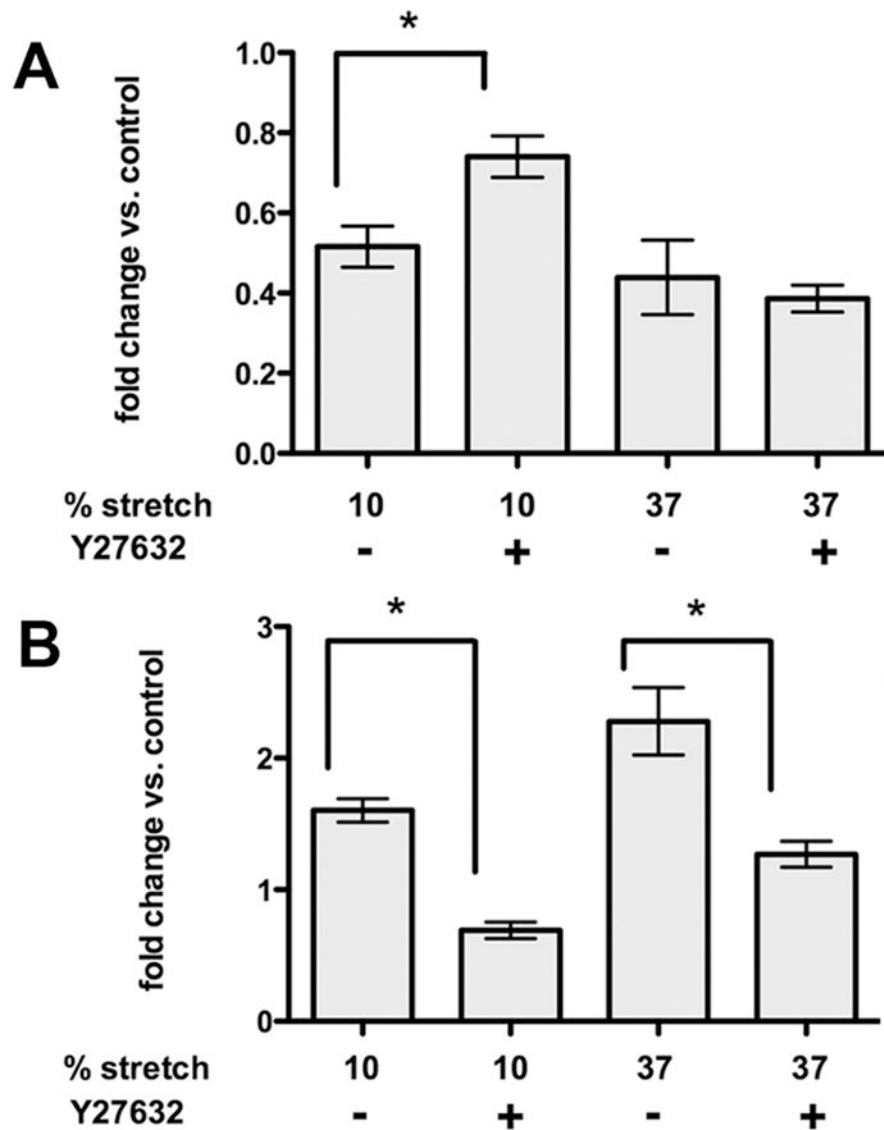 A
*
fold change vs. control
1.0
0.8
0.6
0.4
0.2
0.0
% stretch 10 10 37 37
Y27632 - + - +
B
* *
fold change vs. control
3
2
1
0
% stretch 10 10 37 37
Y27632 - + - +